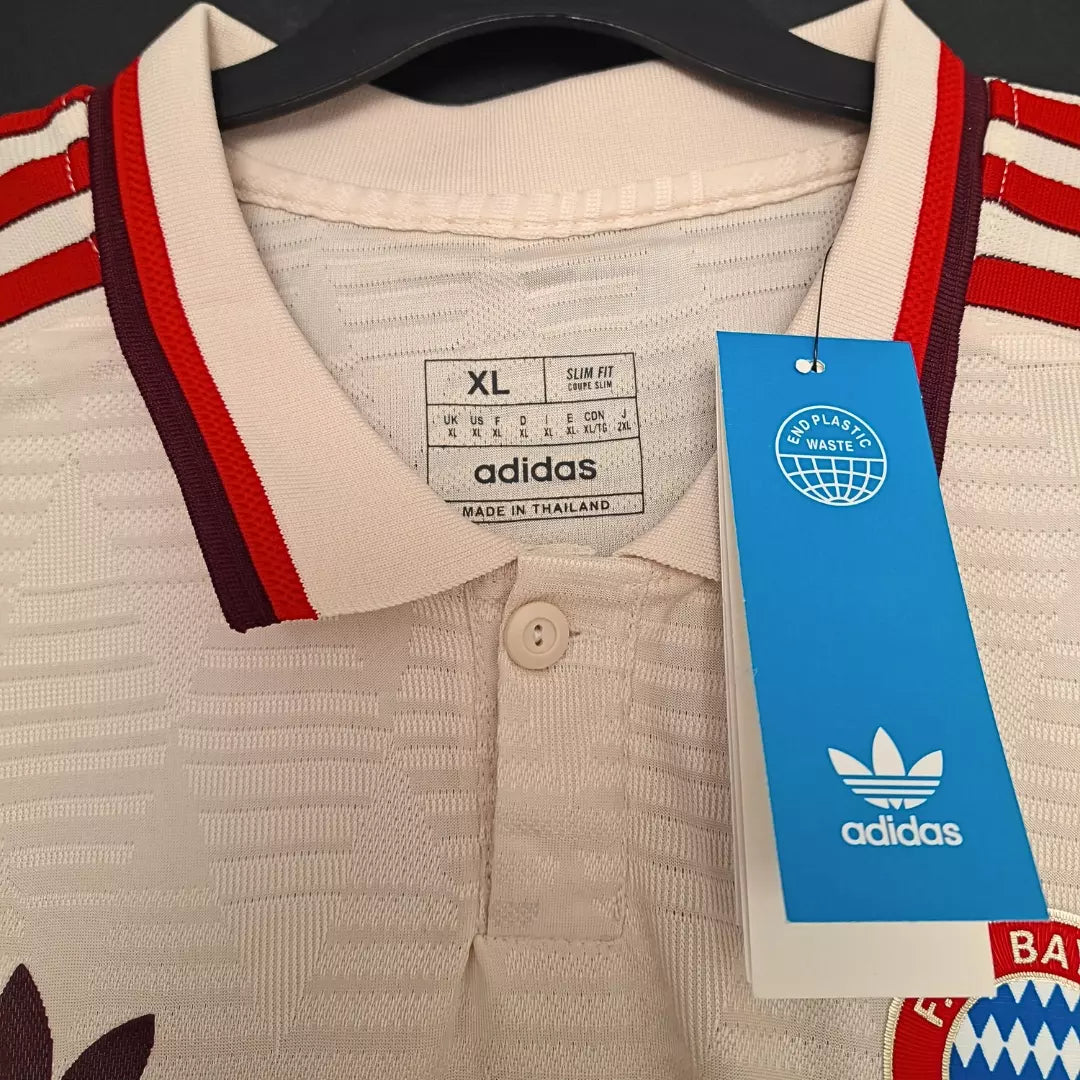 XL
SLIM FIT
COUPE SLIM
UK US F D I E CDN J
XL XL XL XL XL XL XL/TG 2XL
adidas
MADE IN THAILAND
END PLASTIC
WASTE
adidas
F. BA